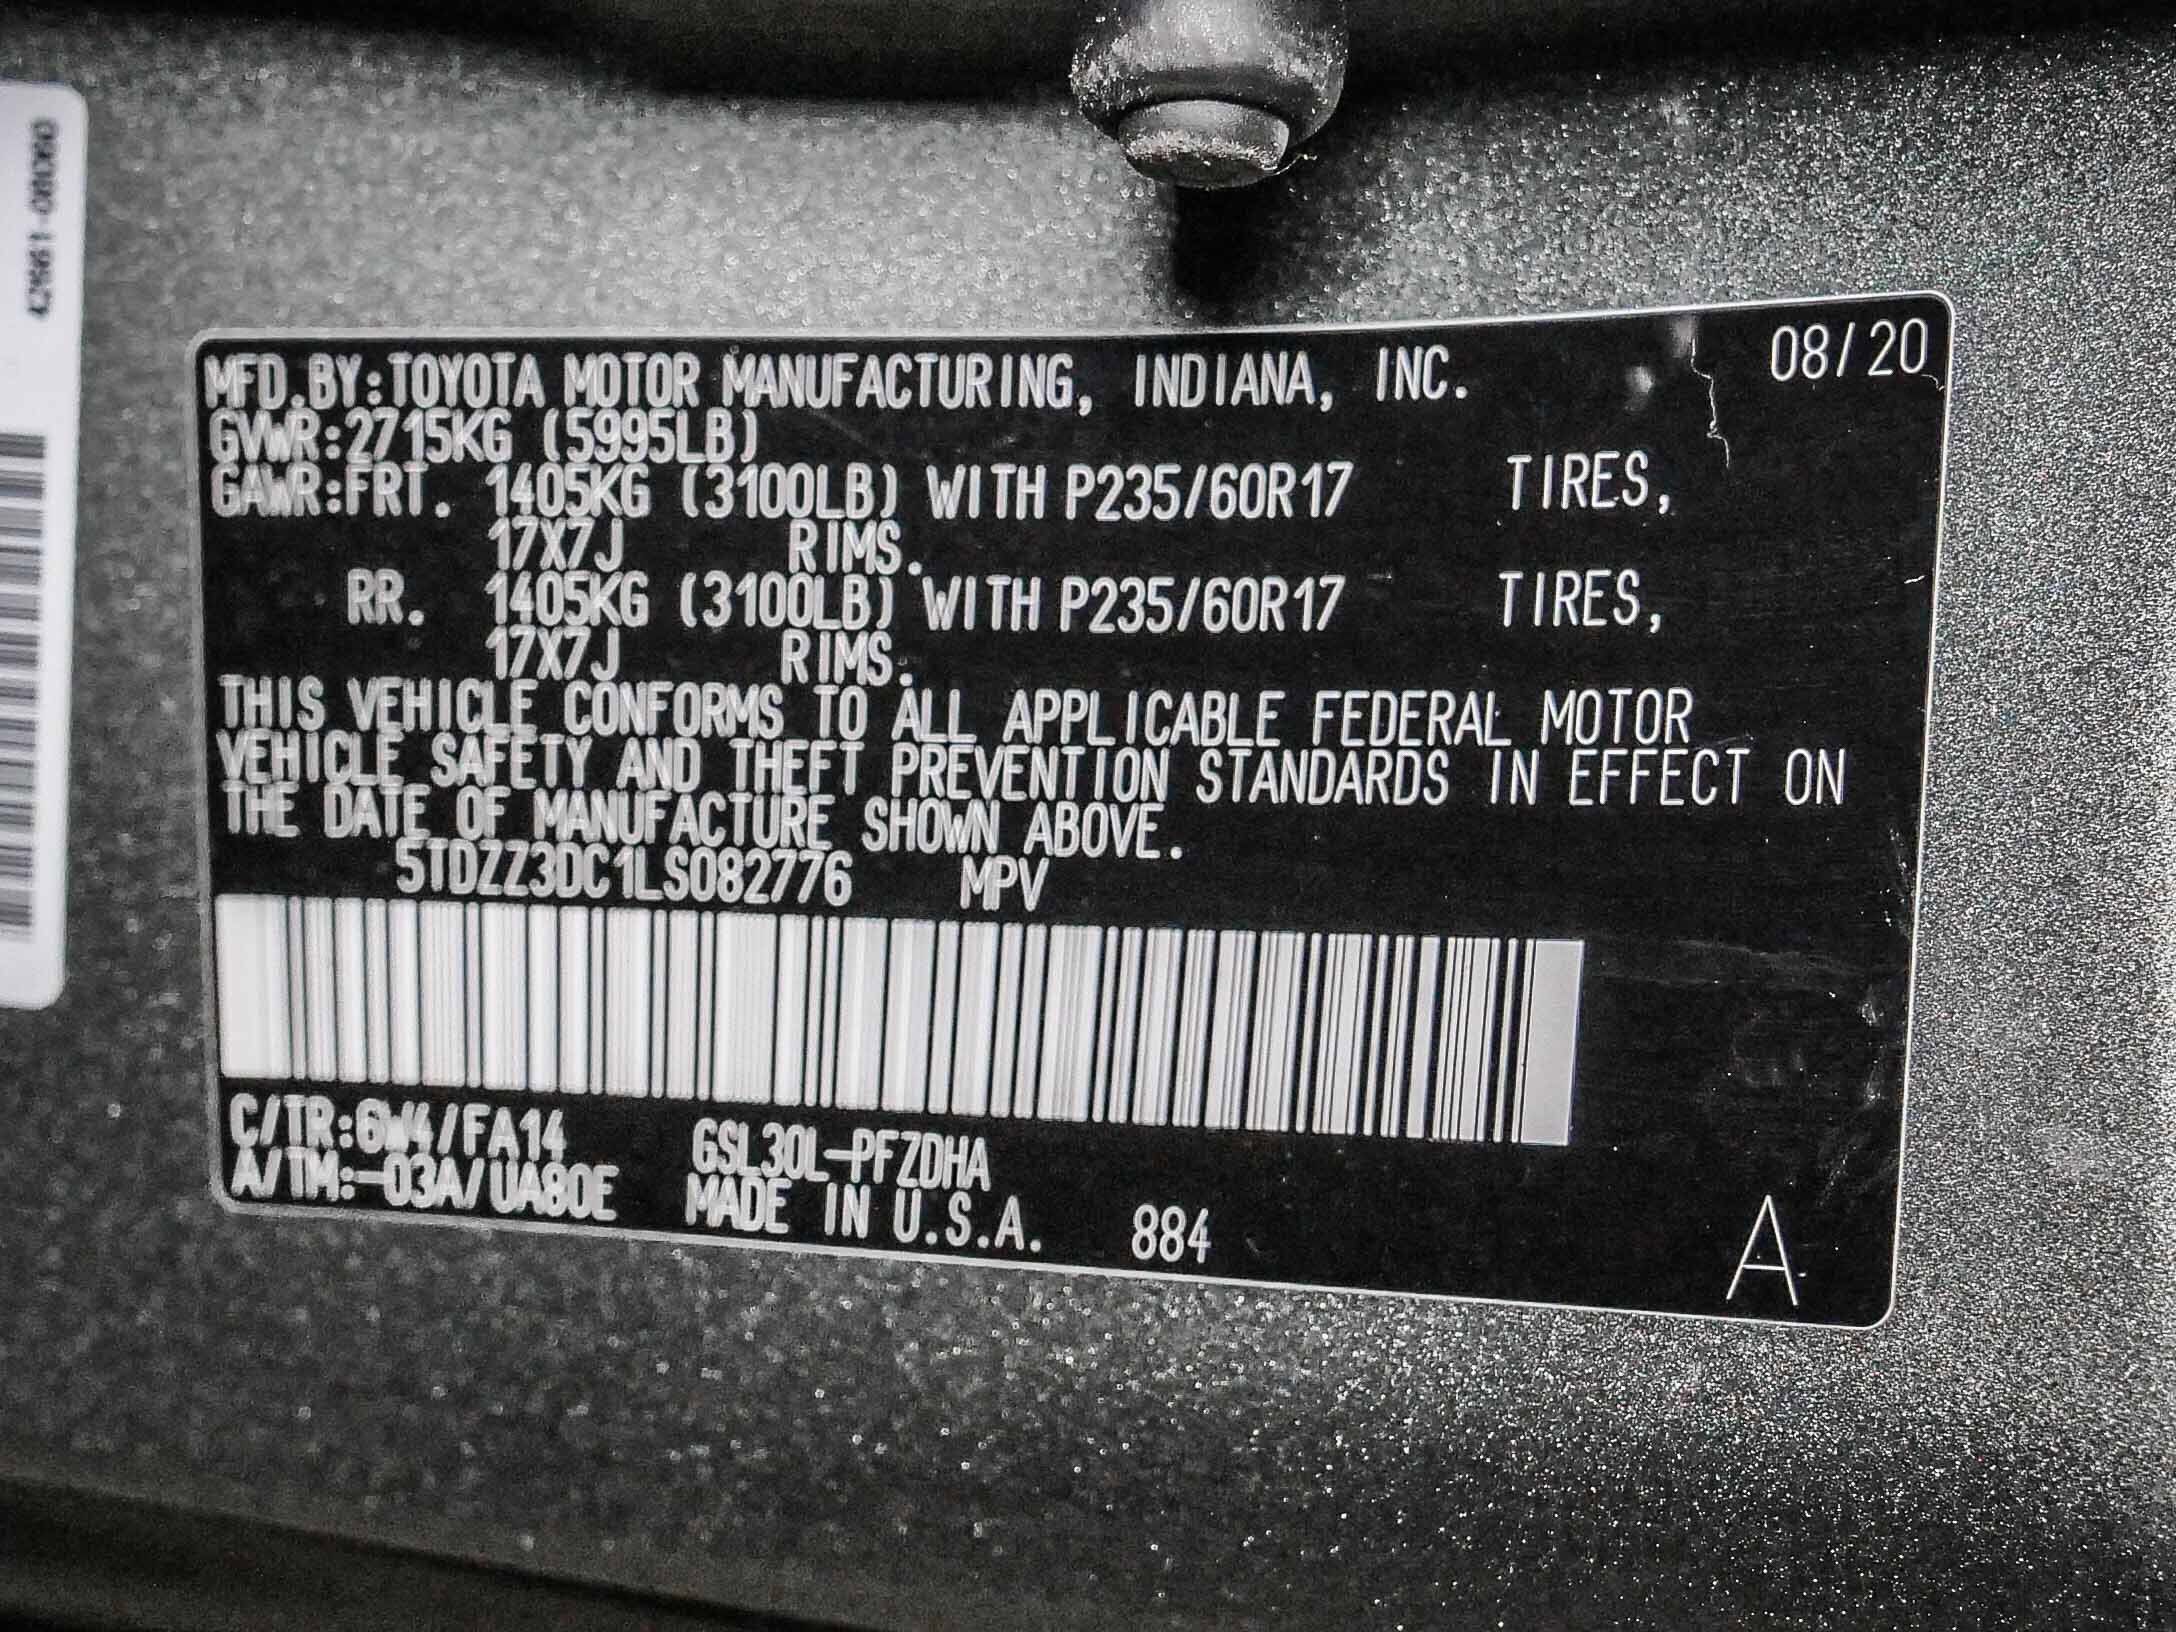 42661-08060
MFD.BY:TOYOTA MOTOR MANUFACTURING, INDIANA, INC. 08/20
GVWR:2715KG (5995LB)
GAWR:FRT. 1405KG (3100LB) WITH P235/60R17 TIRES,
17X7J RIMS.
RR. 1405KG (3100LB) WITH P235/60R17 TIRES,
17X7J RIMS.
THIS VEHICLE CONFORMS TO ALL APPLICABLE FEDERAL MOTOR
VEHICLE SAFETY AND THEFT PREVENTION STANDARDS IN EFFECT ON
THE DATE OF MANUFACTURE SHOWN ABOVE.
5TDZZ3DC1LS082776 MPV
C/TR:6W4/FA14 GSL30L-PFZDHA
A/TM:-03A/UA80E MADE IN U.S.A. 884 A